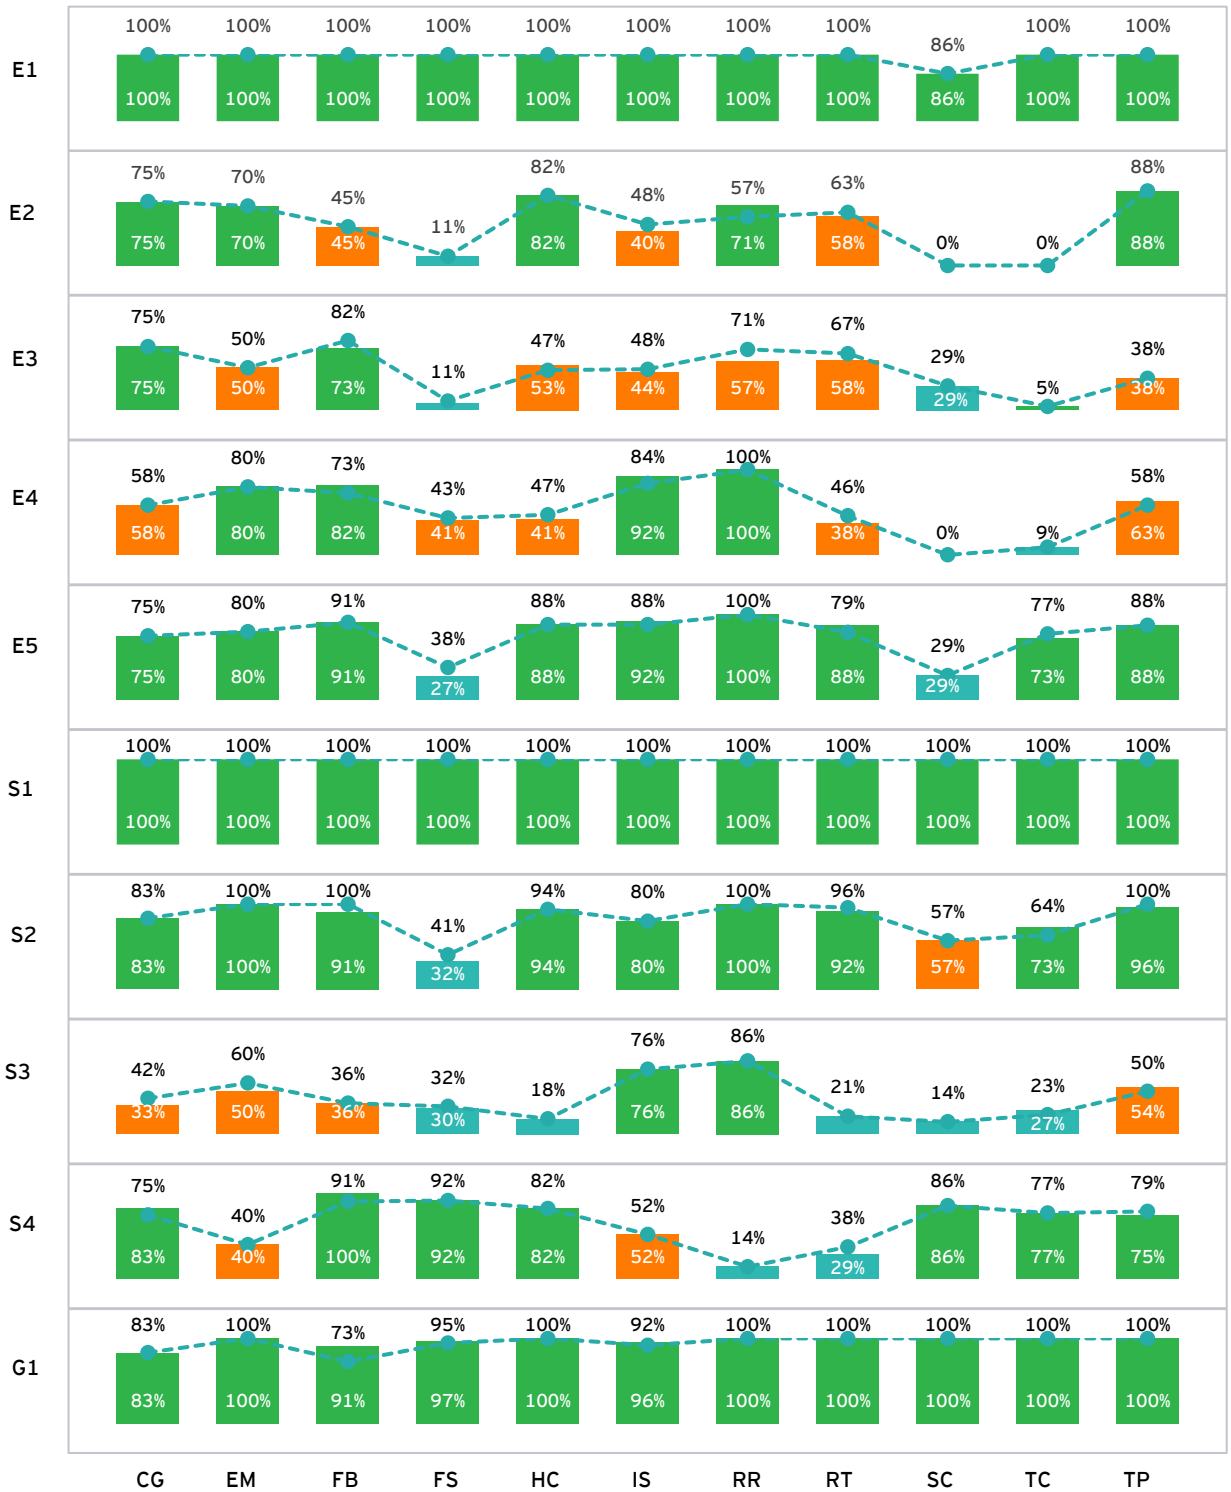 100% 100% 100% 100% 100% 100% 100% 100% 86% 100% 100%
E1
100% 100% 100% 100% 100% 100% 100% 100% 86% 100% 100%
75% 70% 45% 11% 82% 48% 57% 63% 0% 0% 88%
E2
75% 70% 45% 82% 40% 71% 58% 88%
75% 50% 82% 11% 47% 48% 71% 67% 29% 5% 38%
E3
75% 50% 73% 53% 44% 57% 58% 29% 38%
58% 80% 73% 43% 47% 84% 100% 46% 0% 9% 58%
E4
58% 80% 82% 41% 41% 92% 100% 38% 63%
75% 80% 91% 38% 88% 88% 100% 79% 29% 77% 88%
E5
75% 80% 91% 27% 88% 92% 100% 88% 29% 73% 88%
100% 100% 100% 100% 100% 100% 100% 100% 100% 100% 100%
S1
100% 100% 100% 100% 100% 100% 100% 100% 100% 100% 100%
83% 100% 100% 41% 94% 80% 100% 96% 57% 64% 100%
S2
83% 100% 91% 32% 94% 80% 100% 92% 57% 73% 96%
42% 60% 36% 32% 18% 76% 86% 21% 14% 23% 50%
S3
33% 50% 36% 30% 76% 86% 27% 54%
75% 40% 91% 92% 82% 52% 14% 38% 86% 77% 79%
S4
83% 40% 100% 92% 82% 52% 29% 86% 77% 75%
83% 100% 73% 95% 100% 92% 100% 100% 100% 100% 100%
G1
83% 100% 91% 97% 100% 96% 100% 100% 100% 100% 100%
CG EM FB FS HC IS RR RT SC TC TP